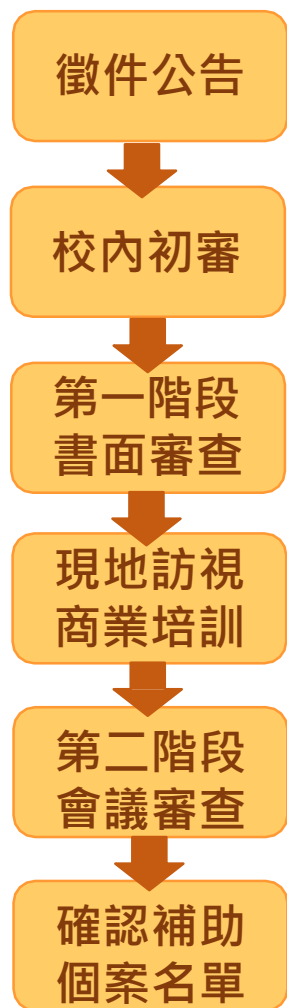 徵件公告
校內初審
第一階段
書面審查
現地訪視
商業培訓
第二階段
會議審查
確認補助
個案名單